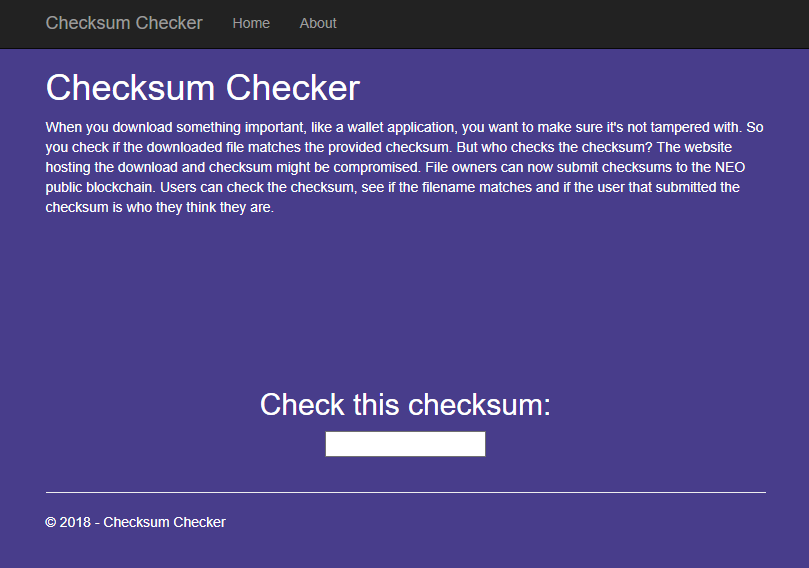 Checksum Checker Home About
Checksum Checker
When you download something important, like a wallet application, you want to make sure it's not tampered with. So
you check if the downloaded file matches the provided checksum. But who checks the checksum? The website
hosting the download and checksum might be compromised. File owners can now submit checksums to the NEO
public blockchain. Users can check the checksum, see if the filename matches and if the user that submitted the
checksum is who they think they are.
Check this checksum:
© 2018 - Checksum Checker